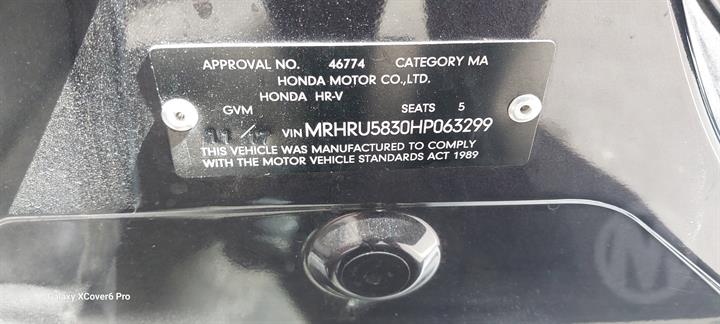 APPROVAL NO. 46774 CATEGORY MA
HONDA MOTOR CO.,LTD.
HONDA HR-V
GVM SEATS 5
VIN MRHRU5830HP063299
THIS VEHICLE WAS MANUFACTURED TO COMPLY
WITH THE MOTOR VEHICLE STANDARDS ACT 1989
M
Galaxy XCover6 Pro